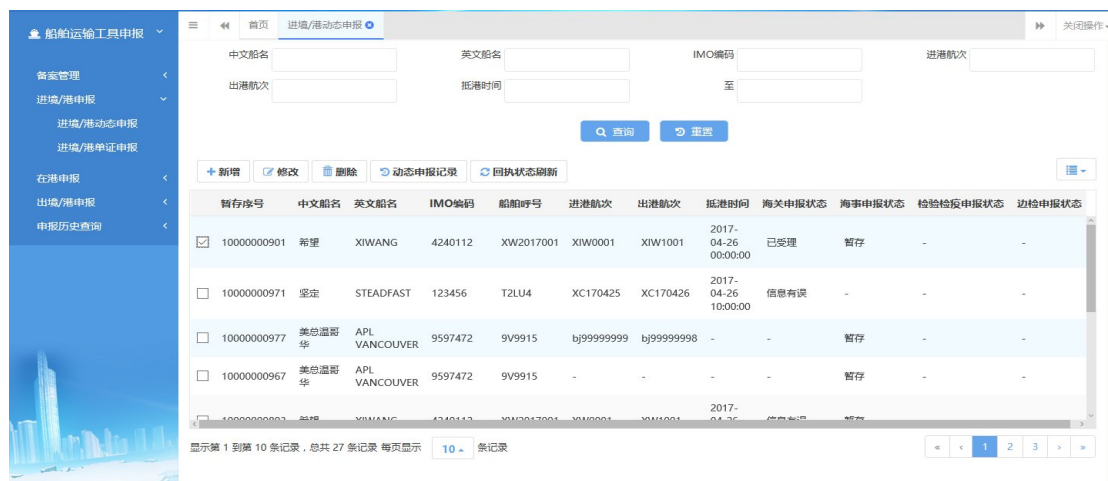 船舶运输工具申报
首页 进境/港动态申报 关闭操作
备案管理
进境/港申报
进境/港动态申报
进境/港单证申报
在港申报
出境/港申报
申报历史查询
中文船名 英文船名 IMO编码 进港航次
出港航次 抵港时间 至
查询 重置
新增 修改 删除 动态申报记录 回执状态刷新
暂存序号 中文船名 英文船名 IMO编码 船舶呼号 进港航次 出港航次 抵港时间 海关申报状态 海事申报状态 检验检疫申报状态 边检申报状态
10000000901 希望 XIWANG 4240112 XW2017001 XIW0001 XIW1001 2017-04-26 00:00:00 已受理 暂存 - -
10000000971 坚定 STEADFAST 123456 T2LU4 XC170425 XC170426 2017-04-26 10:00:00 信息有误 - - -
10000000977 美总温哥华 APL VANCOUVER 9597472 9V9915 bj99999999 bj99999998 - - 暂存 - -
10000000967 美总温哥华 APL VANCOUVER 9597472 9V9915 - - - - 暂存 - -
2017-
显示第 1 到第 10 条记录，总共 27 条记录 每页显示 10 条记录
« ‹ 1 2 3 › »